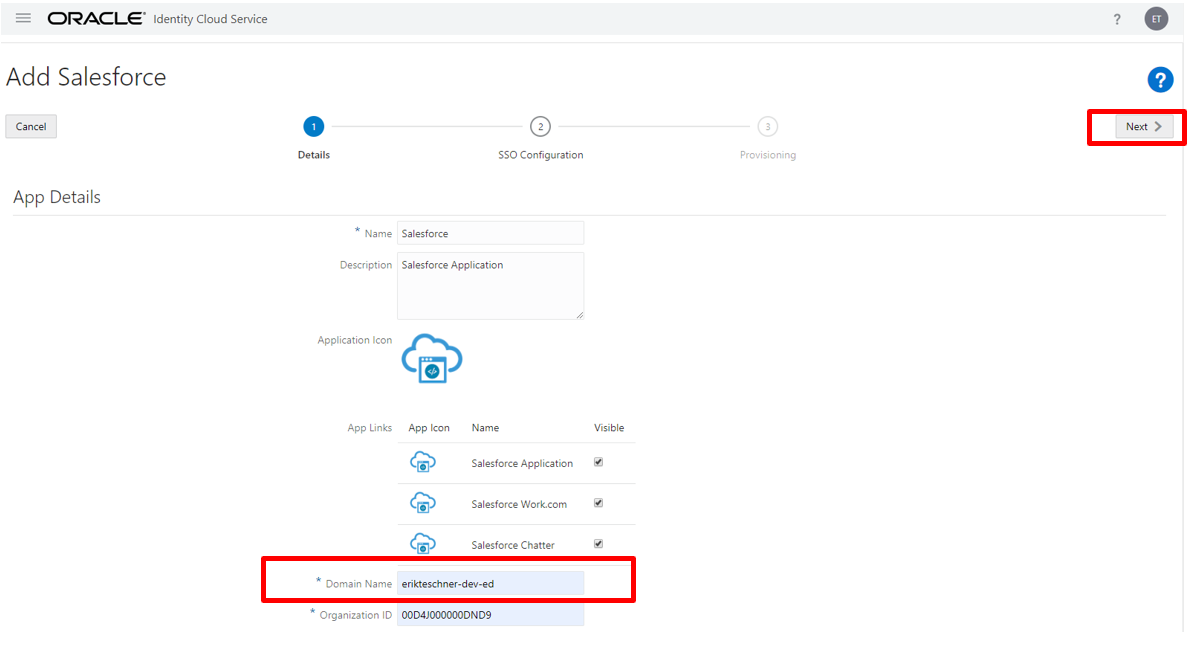 ORACLE® Identity Cloud Service ? ET
Add Salesforce ?
Cancel 1 2 3 Next
Details SSO Configuration Provisioning
App Details
* Name Salesforce
Description Salesforce Application
Application Icon
App Links App Icon Name Visible
Salesforce Application
Salesforce Work.com
Salesforce Chatter
* Domain Name erikteschner-dev-ed
* Organization ID 00D4J000000DND9